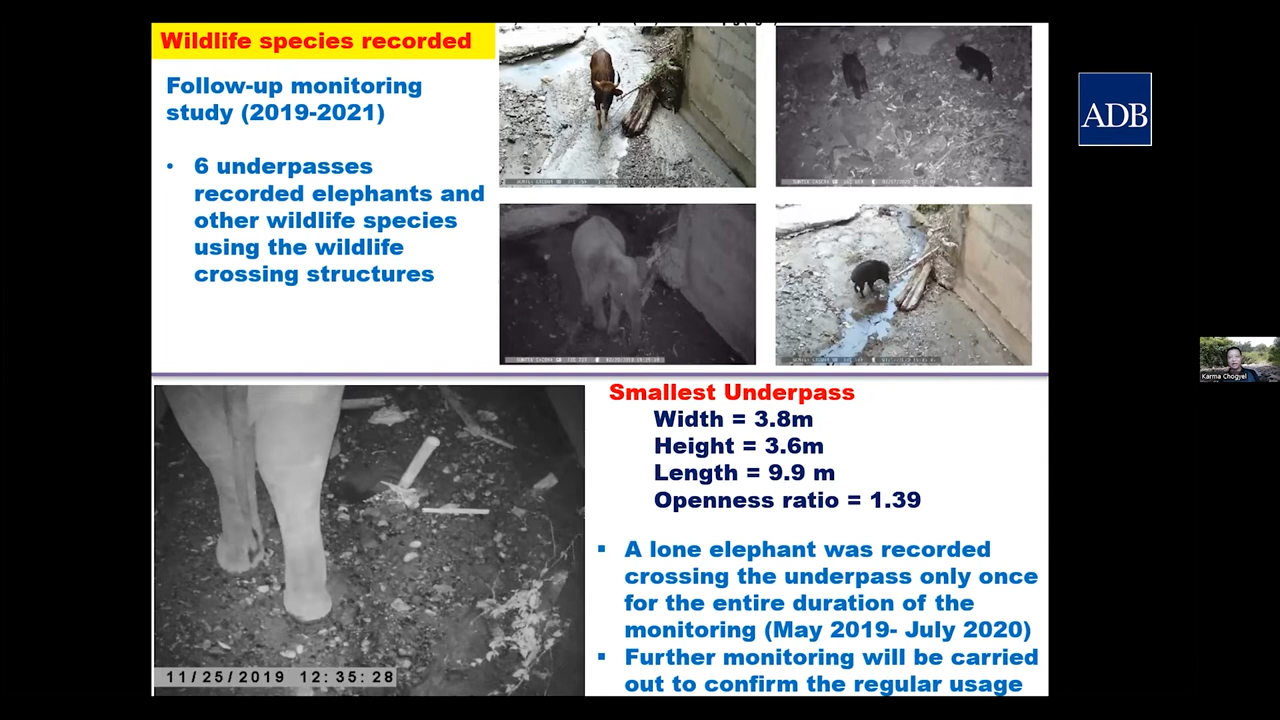 Wildlife species recorded
Follow-up monitoring
study (2019-2021)
• 6 underpasses
recorded elephants and
other wildlife species
using the wildlife
crossing structures
ADB
Karma Chogyel
Smallest Underpass
Width = 3.8m
Height = 3.6m
Length = 9.9 m
Openness ratio = 1.39
▪ A lone elephant was recorded
crossing the underpass only once
for the entire duration of the
monitoring (May 2019- July 2020)
▪ Further monitoring will be carried
out to confirm the regular usage
11/25/2019 12:35:28